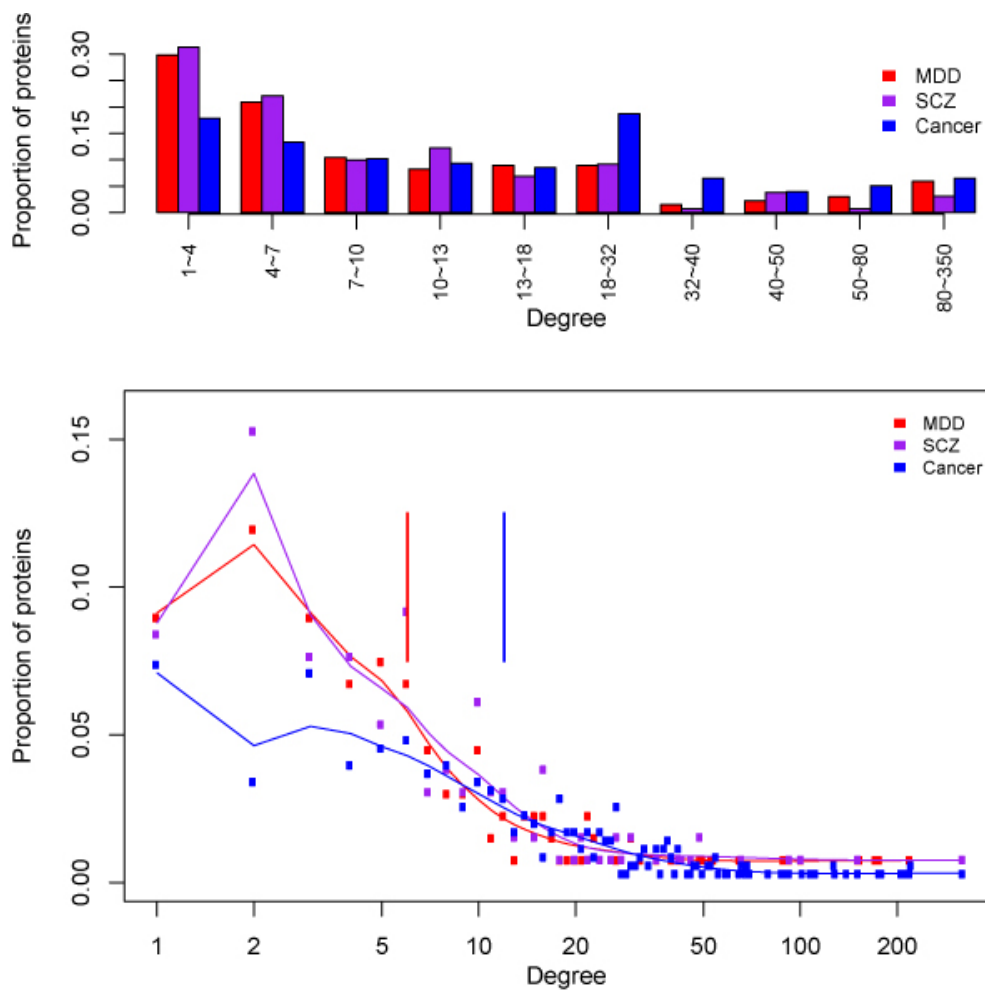 Proportion of proteins
0.30
0.15
0.00
MDD
SCZ
Cancer
1~4
4~7
7~10
10~13
13~18
18~32
32~40
40~50
50~80
80~350
Degree
Proportion of proteins
0.15
0.10
0.05
0.00
MDD
SCZ
Cancer
1 2 5 10 20 50 100 200
Degree